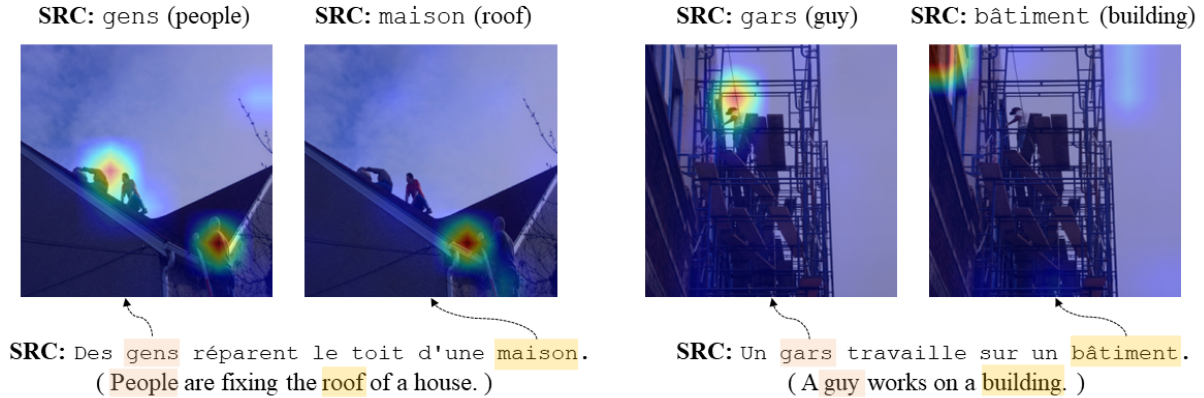 SRC: gens (people)
SRC: maison (roof)
SRC: gars (guy)
SRC: bâtiment (building)
SRC: Des gens réparent le toit d'une maison.
( People are fixing the roof of a house. )
SRC: Un gars travaille sur un bâtiment.
( A guy works on a building. )